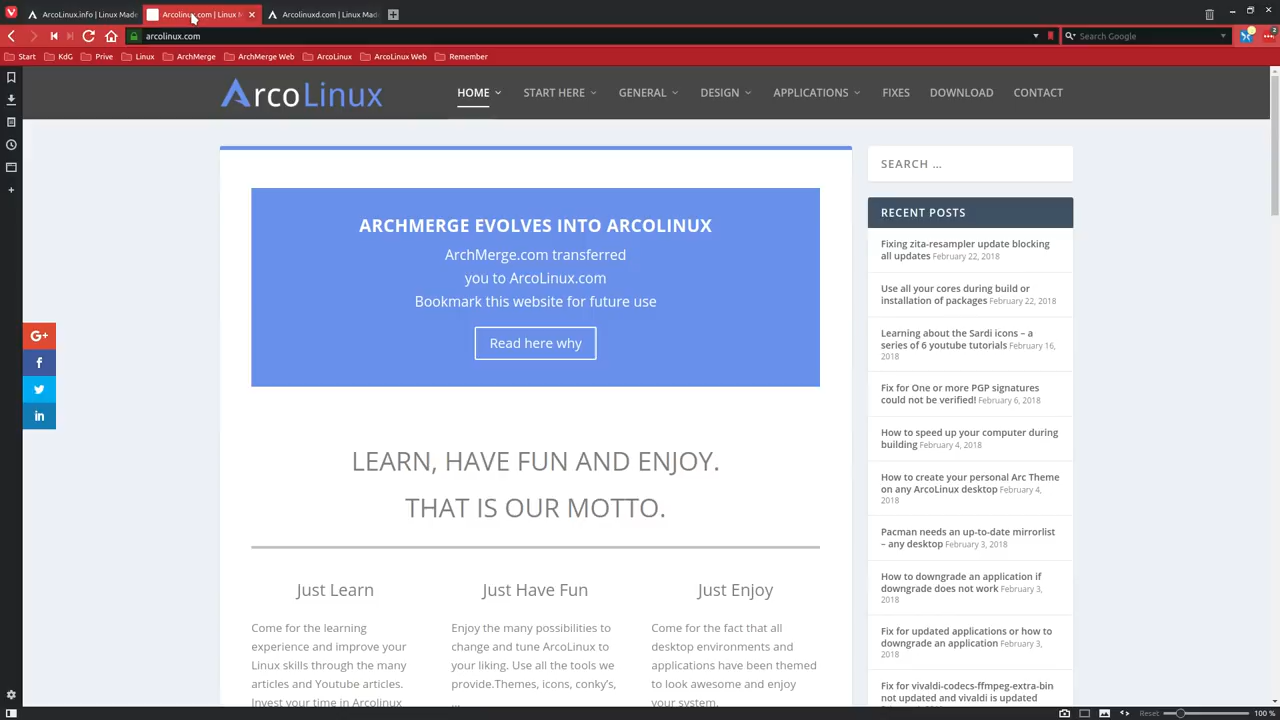 ArcoLinux.info | Linux Made
Arcolinux.com | Linux M
Arcolinuxd.com | Linux Mad
arcolinux.com
Search Google
2
Start
KdG
Prive
Linux
ArchMerge
ArchMerge Web
ArcoLinux
ArcoLinux Web
Remember
ArcoLinux
HOME
START HERE
GENERAL
DESIGN
APPLICATIONS
FIXES
DOWNLOAD
CONTACT
ARCHMERGE EVOLVES INTO ARCOLINUX
ArchMerge.com transferred
you to ArcoLinux.com
Bookmark this website for future use
Read here why
G+
f
in
LEARN, HAVE FUN AND ENJOY.
THAT IS OUR MOTTO.
Just Learn
Come for the learning
experience and improve your
Linux skills through the many
articles and Youtube articles.
Invest your time in Arcolinux
Just Have Fun
Enjoy the many possibilities to
change and tune ArcoLinux to
your liking. Use all the tools we
provide.Themes, icons, conky's,
...
Just Enjoy
Come for the fact that all
desktop environments and
applications have been themed
to look awesome and enjoy
your system.
SEARCH ...
RECENT POSTS
Fixing zita-resampler update blocking
all updates February 22, 2018
Use all your cores during build or
installation of packages February 22, 2018
Learning about the Sardi icons – a
series of 6 youtube tutorials February 16,
2018
Fix for One or more PGP signatures
could not be verified! February 6, 2018
How to speed up your computer during
building February 4, 2018
How to create your personal Arc Theme
on any ArcoLinux desktop February 4,
2018
Pacman needs an up-to-date mirrorlist
– any desktop February 3, 2018
How to downgrade an application if
downgrade does not work February 3,
2018
Fix for updated applications or how to
downgrade an application February 3,
2018
Fix for vivaldi-codecs-ffmpeg-extra-bin
not updated and vivaldi is updated
Reset
100 %